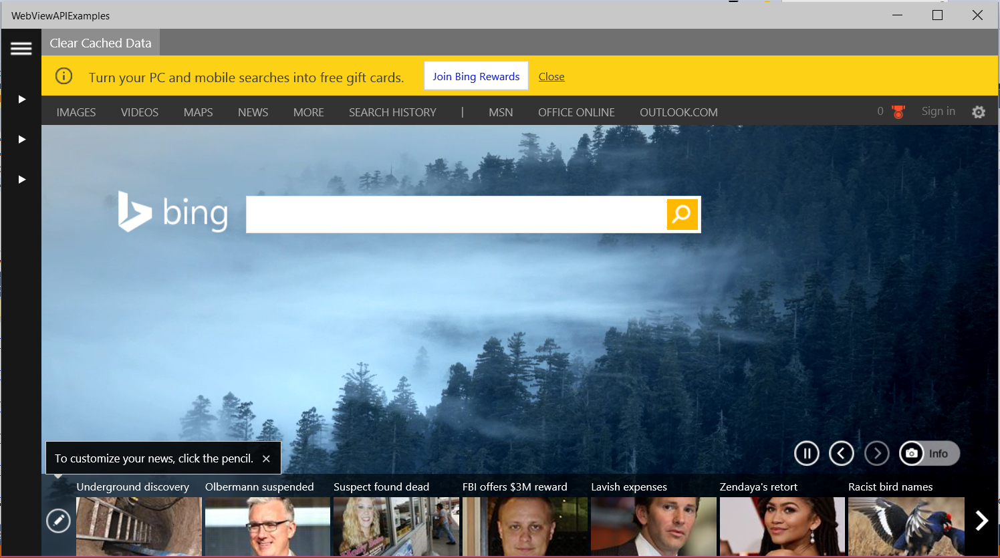 WebViewAPIExamples
Clear Cached Data
Turn your PC and mobile searches into free gift cards. Join Bing Rewards Close
IMAGES VIDEOS MAPS NEWS MORE SEARCH HISTORY | MSN OFFICE ONLINE OUTLOOK.COM 0 Sign in
bing
Info
To customize your news, click the pencil.
Underground discovery Olbermann suspended Suspect found dead FBI offers $3M reward Lavish expenses Zendaya's retort Racist bird names